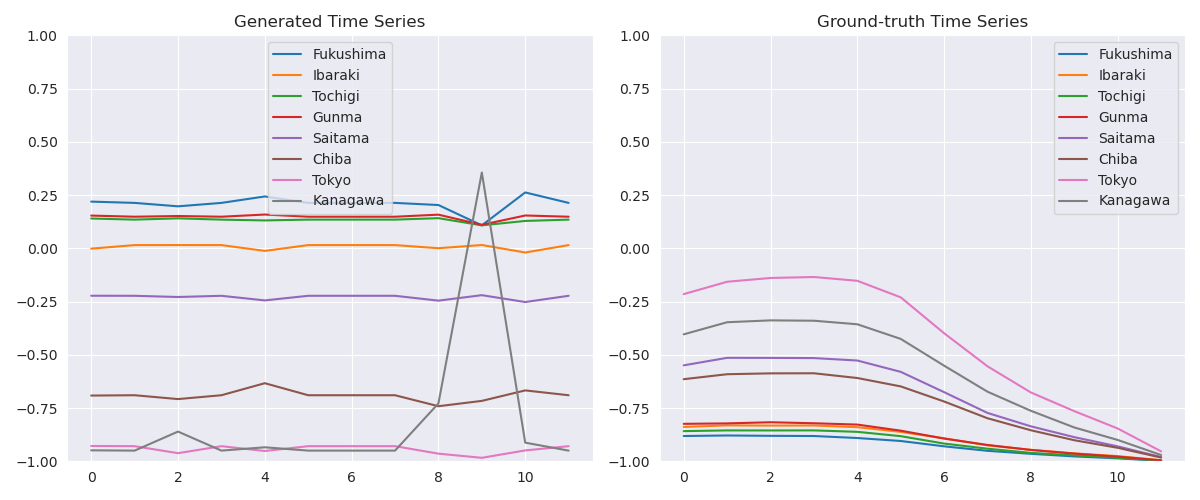 Generated Time Series
1.00
0.75
0.50
0.25
0.00
−0.25
−0.50
−0.75
−1.00
0
2
4
6
8
10
Fukushima
Ibaraki
Tochigi
Gunma
Saitama
Chiba
Tokyo
Kanagawa
Ground-truth Time Series
1.00
0.75
0.50
0.25
0.00
−0.25
−0.50
−0.75
−1.00
0
2
4
6
8
10
Fukushima
Ibaraki
Tochigi
Gunma
Saitama
Chiba
Tokyo
Kanagawa